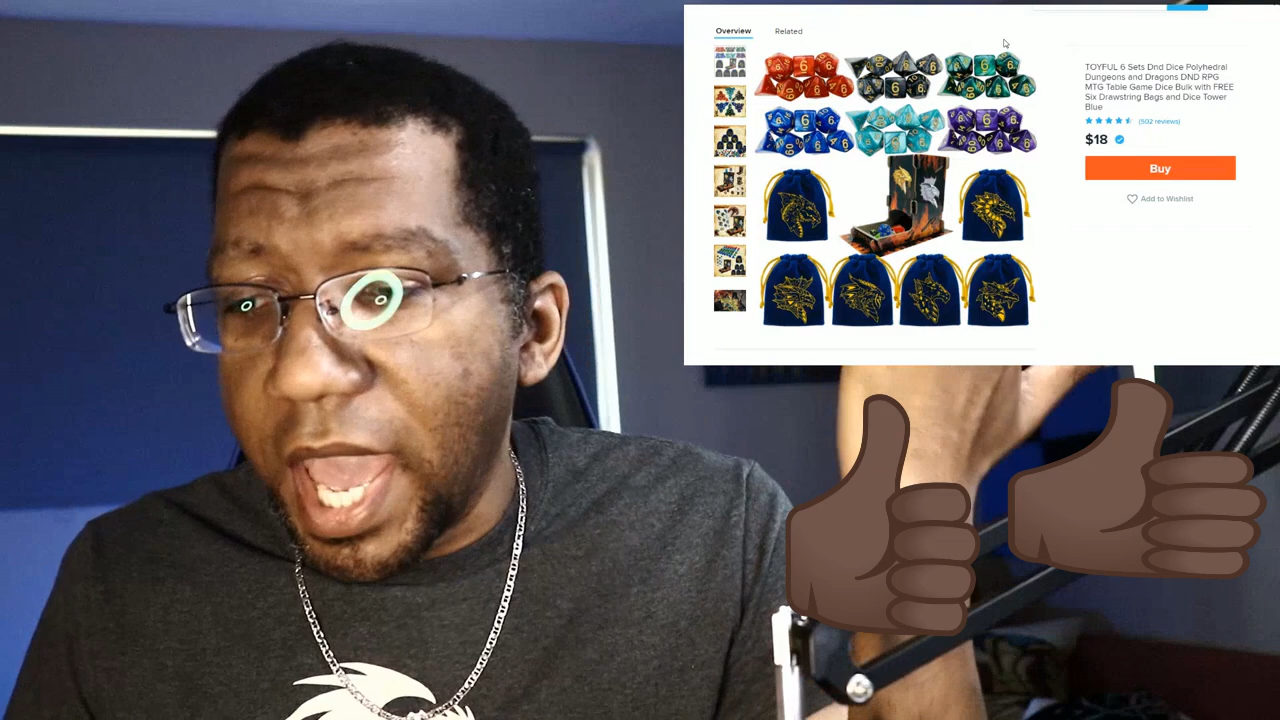 Overview
Related
TOYFUL 6 Sets Dnd Dice Polyhedral
Dungeons and Dragons DND RPG
MTG Table Game Dice Bulk with FREE
Six Drawstring Bags and Dice Tower
Blue
(502 reviews)
$18
Buy
Add to Wishlist